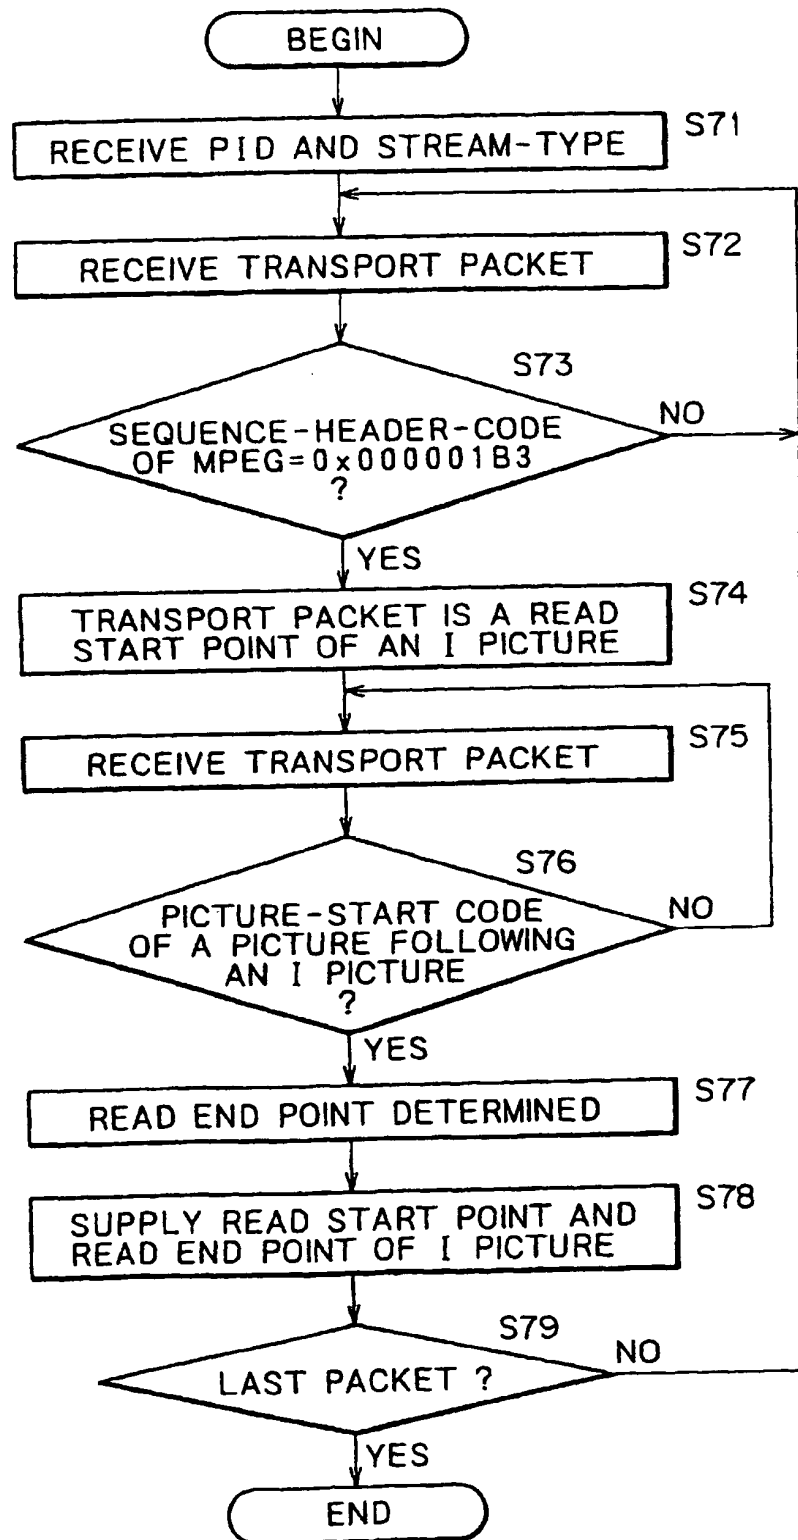 BEGIN
RECEIVE PID AND STREAM-TYPE
S71
RECEIVE TRANSPORT PACKET
S72
S73
SEQUENCE-HEADER-CODE
OF MPEG=0x000001B3
?
NO
YES
TRANSPORT PACKET IS A READ
START POINT OF AN I PICTURE
S74
RECEIVE TRANSPORT PACKET
S75
S76
PICTURE-START CODE
OF A PICTURE FOLLOWING
AN I PICTURE
?
NO
YES
READ END POINT DETERMINED
S77
SUPPLY READ START POINT AND
READ END POINT OF I PICTURE
S78
S79
LAST PACKET ?
NO
YES
END